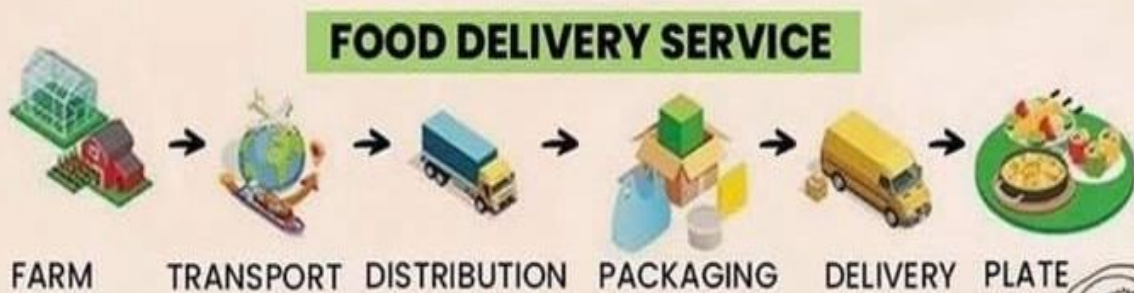 FOOD DELIVERY SERVICE
FARM TRANSPORT DISTRIBUTION PACKAGING DELIVERY PLATE